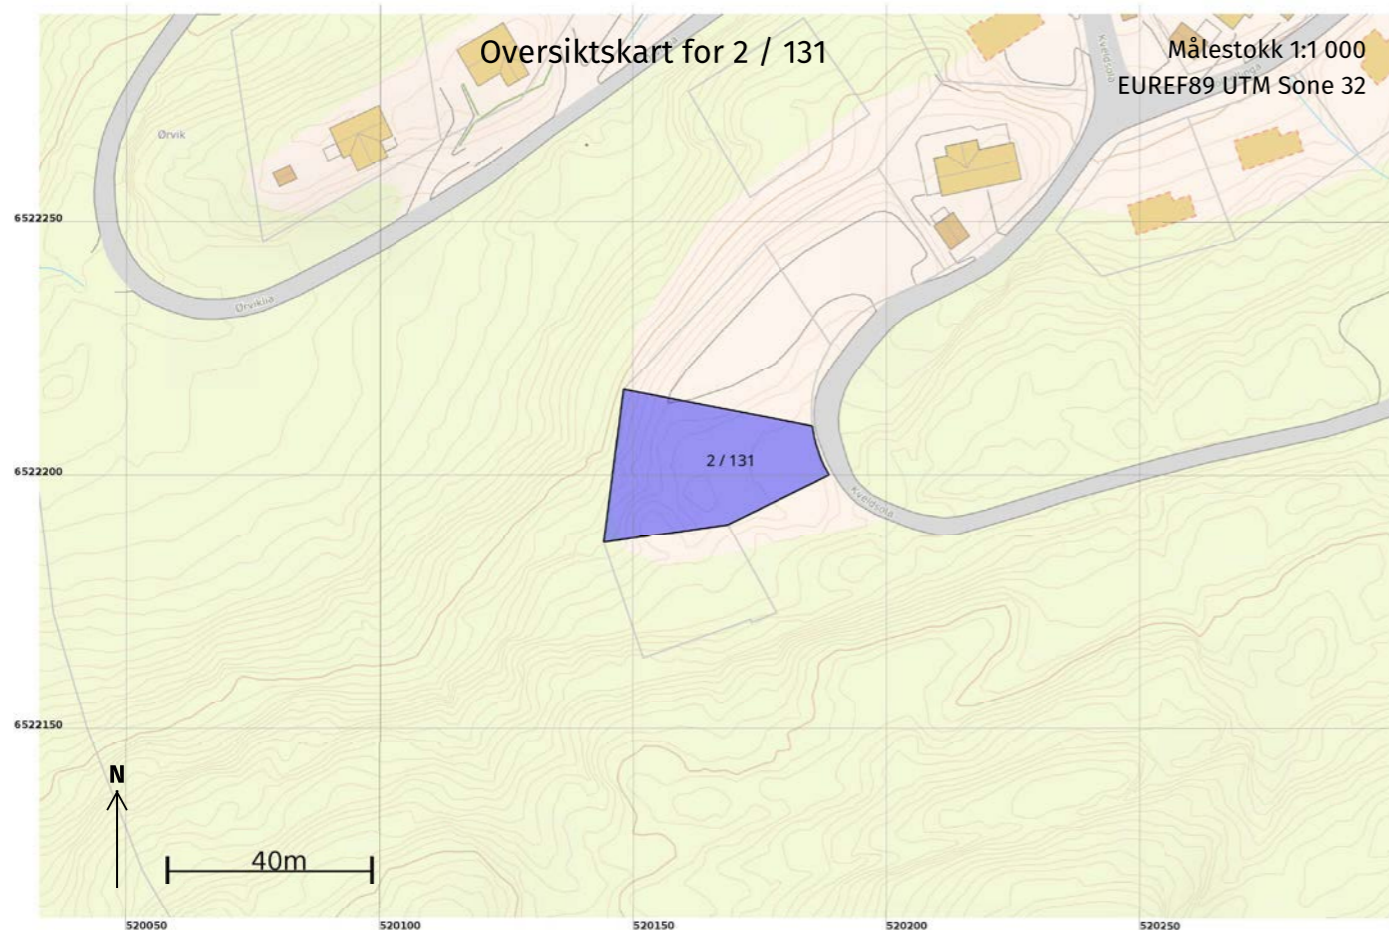 Oversiktskart for 2 / 131
Målestokk 1:1 000
EUREF89 UTM Sone 32
Kveldsola
Ørvik
6522250
Ørviklia
2 / 131
6522200
Kveldsola
6522150
N
40m
520050
520100
520150
520200
520250